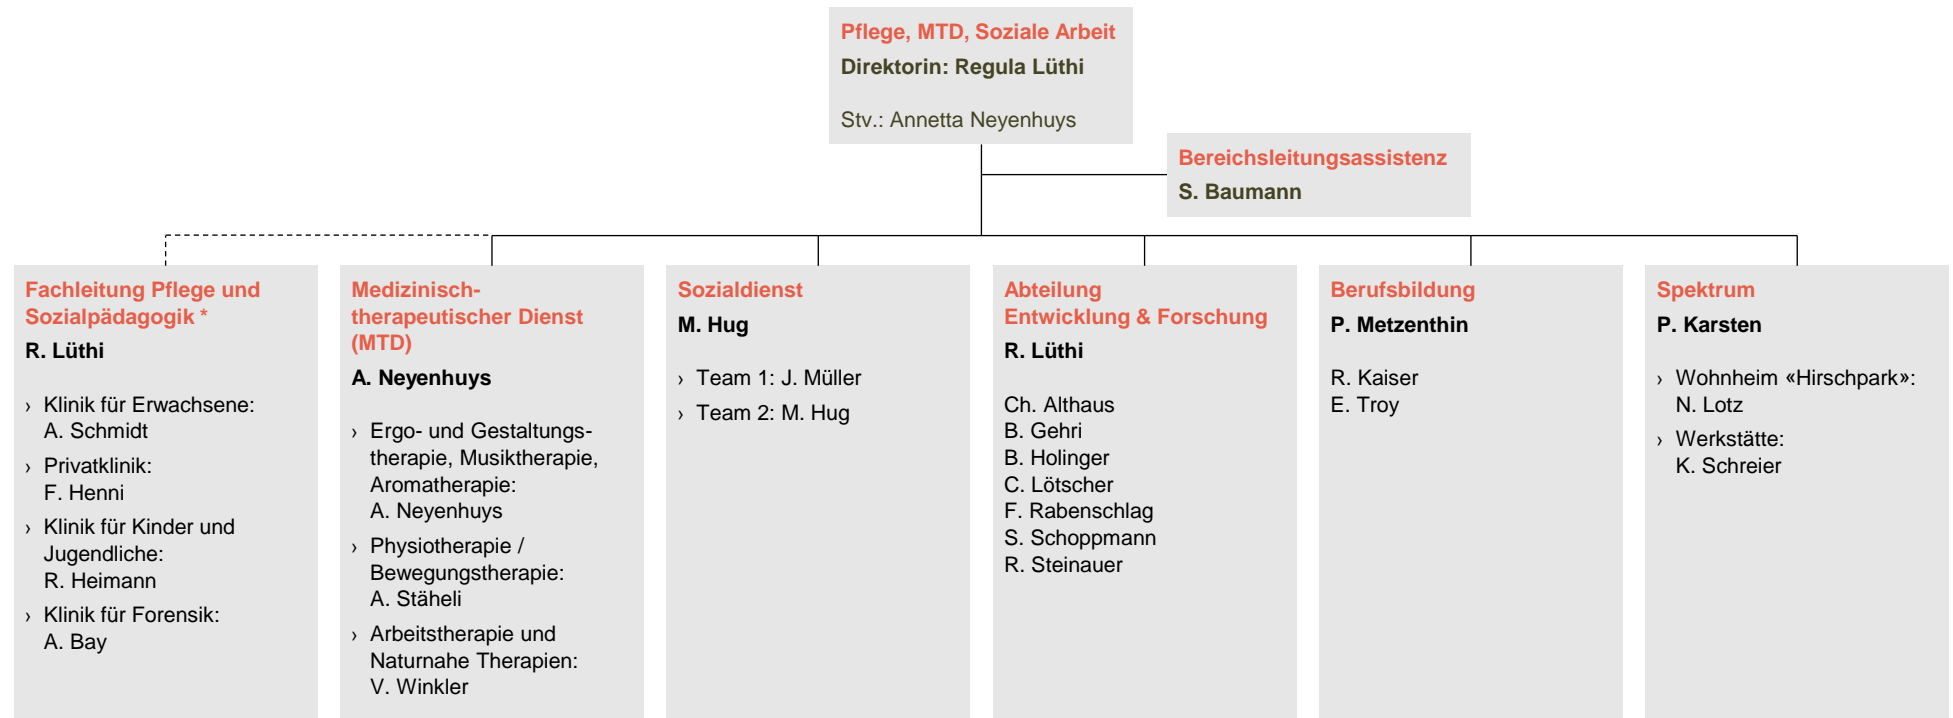 Pflege, MTD, Soziale Arbeit
Direktorin: Regula Lüthi
Stv.: Annetta Neyenhuys
Bereichsleitungsassistenz
S. Baumann
Fachleitung Pflege und
Sozialpädagogik *
R. Lüthi
› Klinik für Erwachsene:
A. Schmidt
› Privatklinik:
F. Henni
› Klinik für Kinder und
Jugendliche:
R. Heimann
› Klinik für Forensik:
A. Bay
Medizinisch-
therapeutischer Dienst
(MTD)
A. Neyenhuys
› Ergo- und Gestaltungs-
therapie, Musiktherapie,
Aromatherapie:
A. Neyenhuys
› Physiotherapie /
Bewegungstherapie:
A. Stäheli
› Arbeitstherapie und
Naturnahe Therapien:
V. Winkler
Sozialdienst
M. Hug
› Team 1: J. Müller
› Team 2: M. Hug
Abteilung
Entwicklung & Forschung
R. Lüthi
Ch. Althaus
B. Gehri
B. Holinger
C. Lötscher
F. Rabenschlag
S. Schoppmann
R. Steinauer
Berufsbildung
P. Metzenthin
R. Kaiser
E. Troy
Spektrum
P. Karsten
› Wohnheim «Hirschpark»:
N. Lotz
› Werkstätte:
K. Schreier